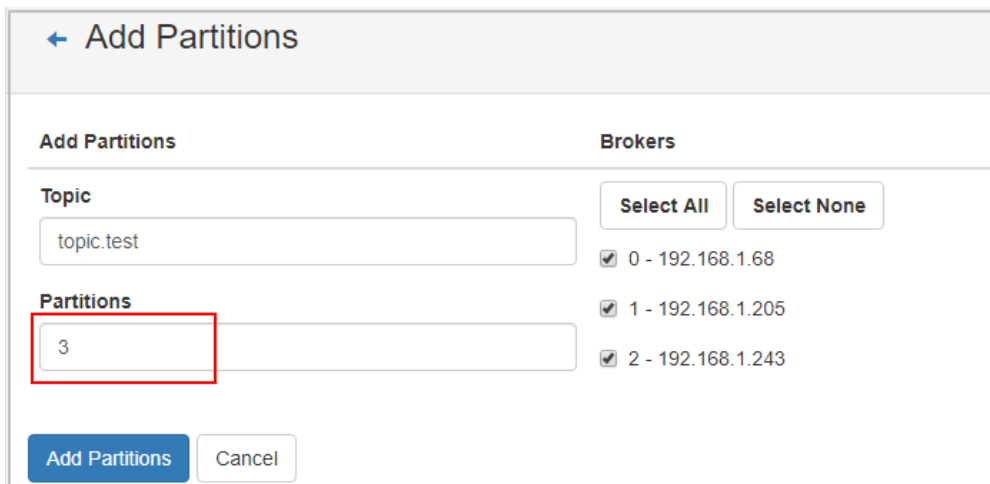 Add Partitions
Add Partitions
Topic
topic.test
Partitions
3
Add Partitions Cancel
Brokers
Select All Select None
0 - 192.168.1.68
1 - 192.168.1.205
2 - 192.168.1.243